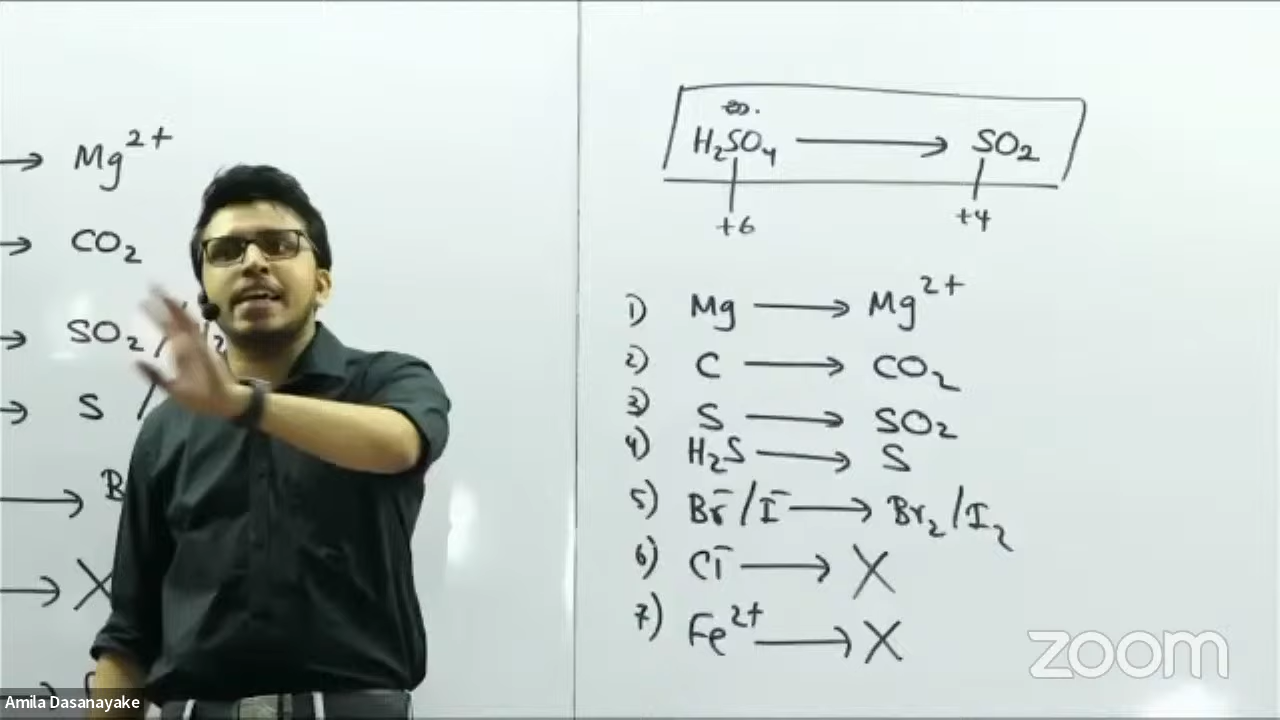 → Mg²⁺
→ CO₂
→ SO₂ /
→ S /
→ B
→ X
H₂SO₄ → SO₂
+6 +4
1) Mg → Mg²⁺
2) C → CO₂
3) S → SO₂
4) H₂S → S
5) Br⁻/I⁻ → Br₂/I₂
6) Cl⁻ → X
7) Fe²⁺ → X
zoom
Amila Dasanayake